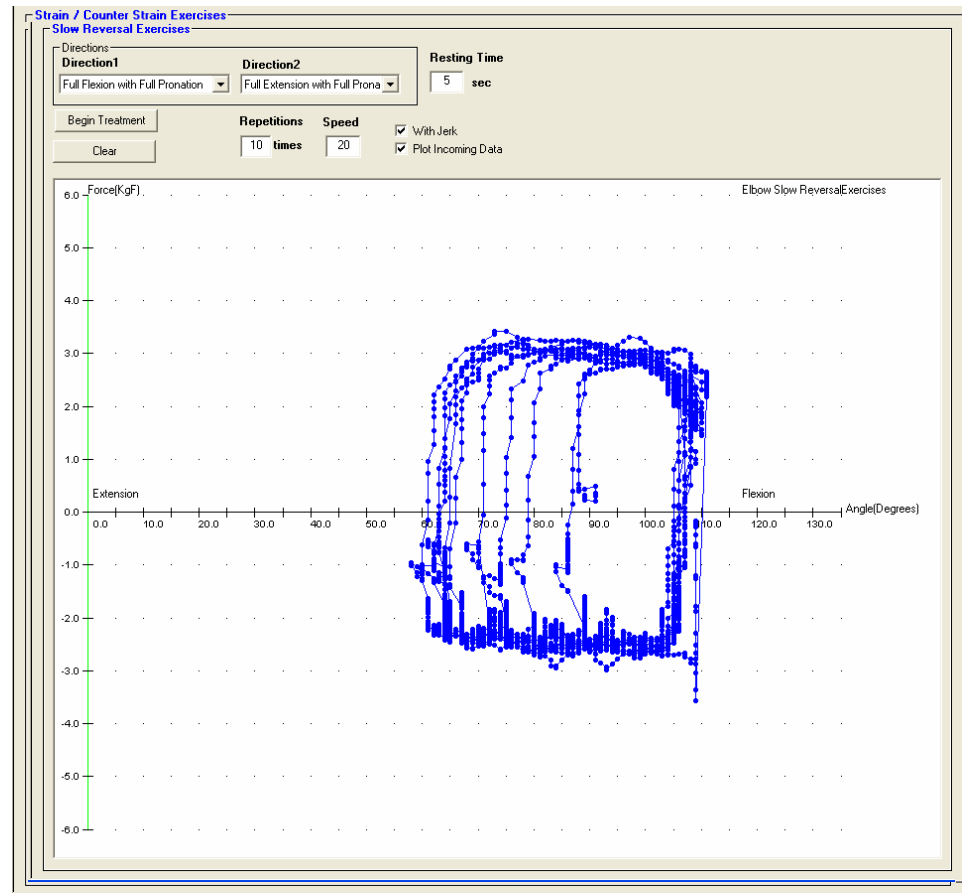 Strain / Counter Strain Exercises
Slow Reversal Exercises
Directions
Direction1
Direction2
Resting Time
Full Flexion with Full Pronation
Full Extension with Full Prona
5 sec
Begin Treatment
Repetitions
Speed
With Jerk
Clear
10 times
20
Plot Incoming Data
6.0
Force(KgF)
Elbow Slow ReversalExercises
5.0
4.0
3.0
2.0
1.0
Extension
Flexion
0.0
Angle(Degrees)
0.0 10.0 20.0 30.0 40.0 50.0 60.0 70.0 80.0 90.0 100.0 110.0 120.0 130.0
-1.0
-2.0
-3.0
-4.0
-5.0
-6.0